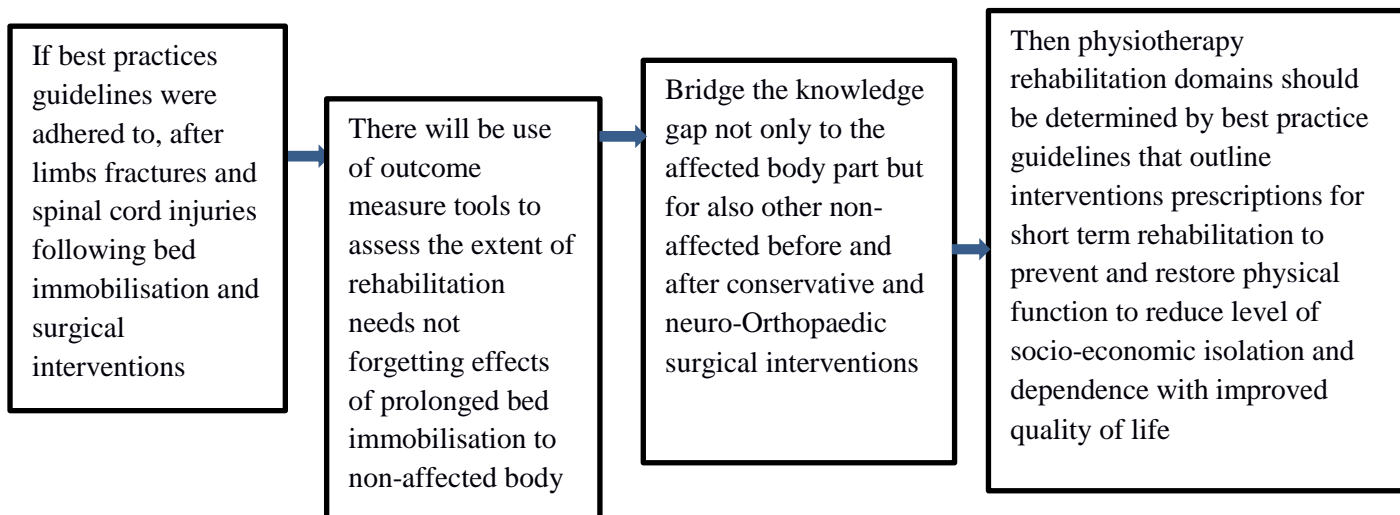 If best practices
guidelines were
adhered to, after
limbs fractures and
spinal cord injuries
following bed
immobilisation and
surgical
interventions
There will be use
of outcome
measure tools to
assess the extent of
rehabilitation
needs not
forgetting effects
of prolonged bed
immobilisation to
non-affected body
Bridge the knowledge
gap not only to the
affected body part but
for also other non-
affected before and
after conservative and
neuro-Orthopaedic
surgical interventions
Then physiotherapy
rehabilitation domains should
be determined by best practice
guidelines that outline
interventions prescriptions for
short term rehabilitation to
prevent and restore physical
function to reduce level of
socio-economic isolation and
dependence with improved
quality of life